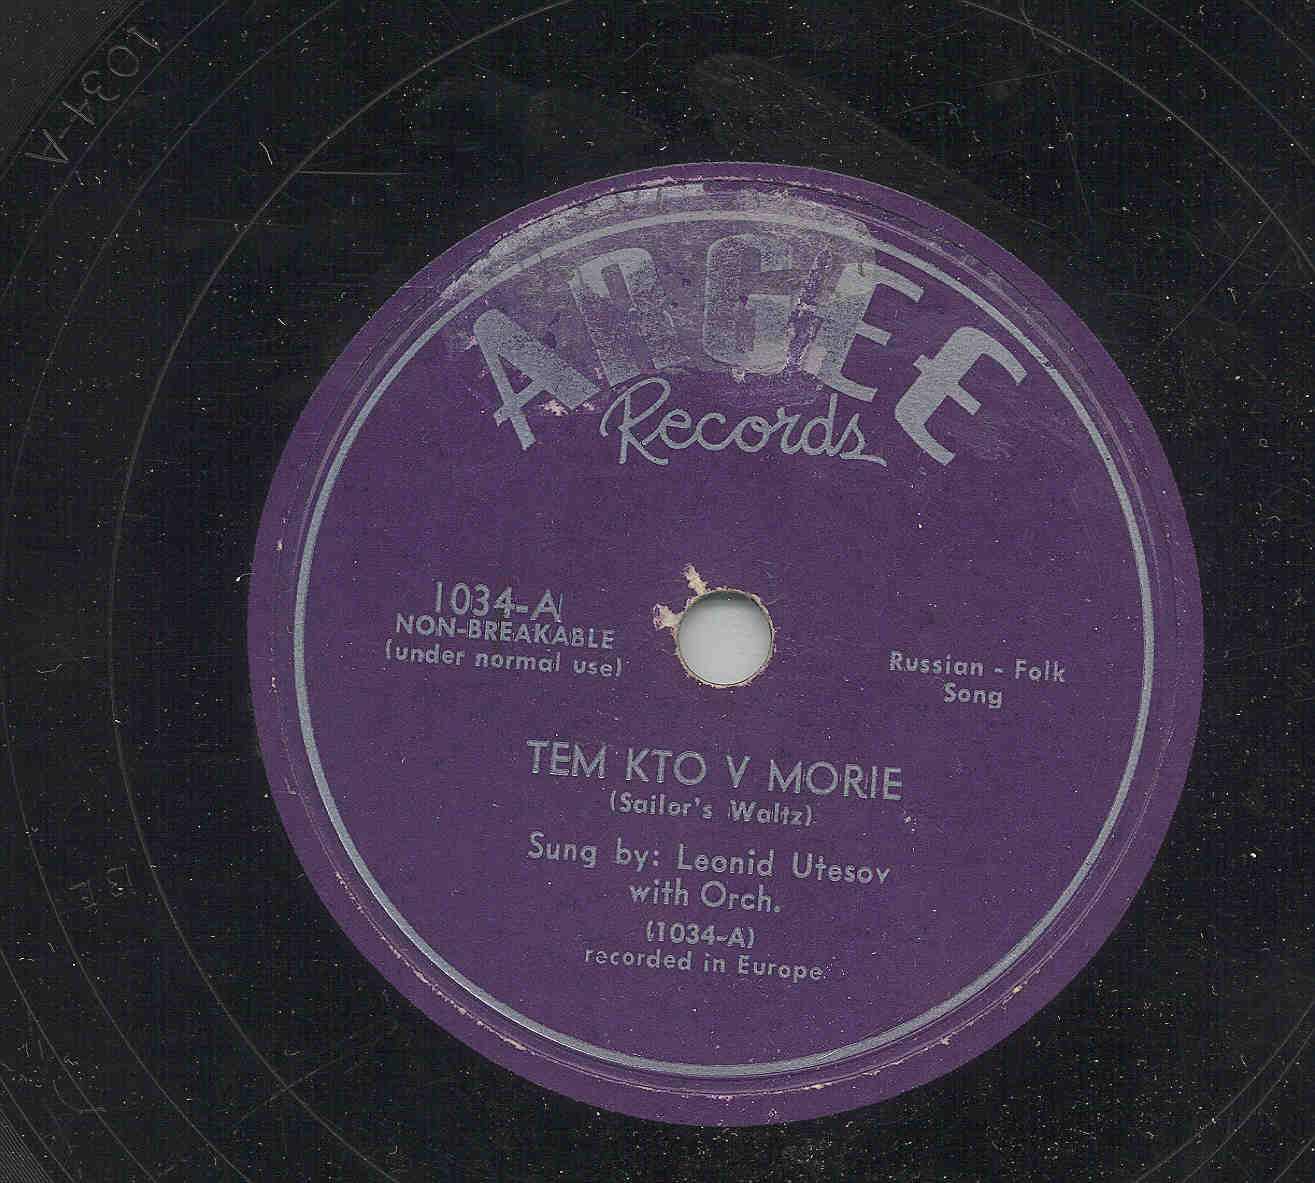 1034-A
ARGEE
Records
1034-A
NON-BREAKABLE
(under normal use)
Russian - Folk
Song
TEM KTO V MORIE
(Sailor's Waltz)
Sung by: Leonid Utesov
with Orch.
(1034-A)
recorded in Europe